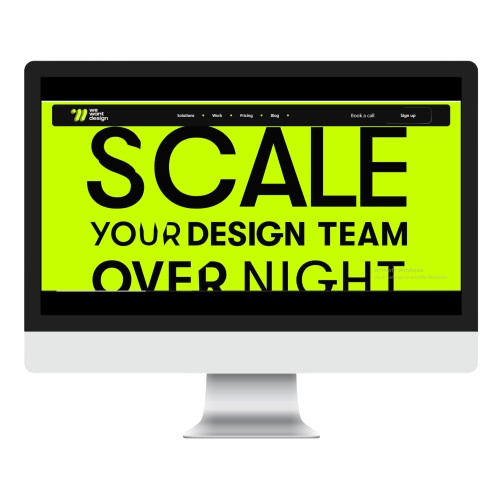 we
want
design
Solutions
Work
Pricing
Blog
Book a call
Sign up
SCALE
YOUR DESIGN TEAM
OVER NIGHT